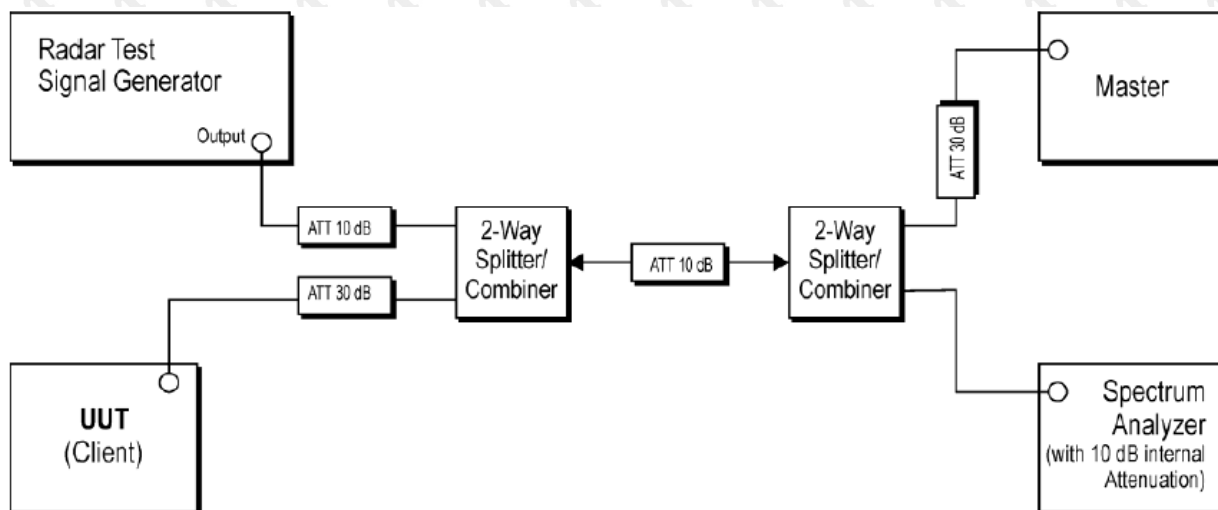 Radar Test
Signal Generator
Output
ATT 10 dB
ATT 30 dB
UUT
(Client)
2-Way
Splitter/
Combiner
ATT 10 dB
2-Way
Splitter/
Combiner
ATT 30 dB
Master
Spectrum
Analyzer
(with 10 dB internal
Attenuation)